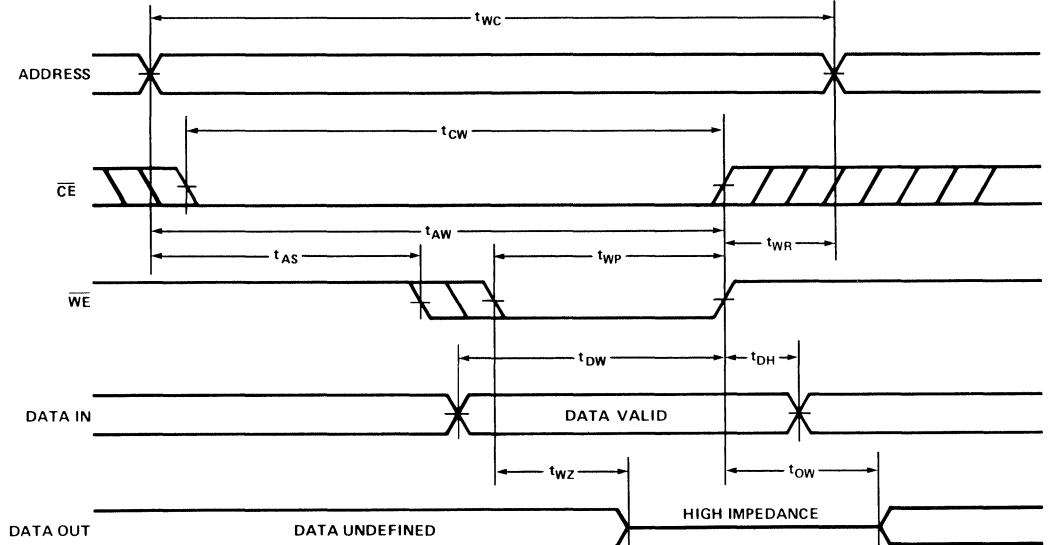 tWC
ADDRESS
tCW
CE
tAW
tWR
tAS
tWP
WE
tDW
tDH
DATA IN
DATA VALID
tWZ
tOW
HIGH IMPEDANCE
DATA OUT
DATA UNDEFINED